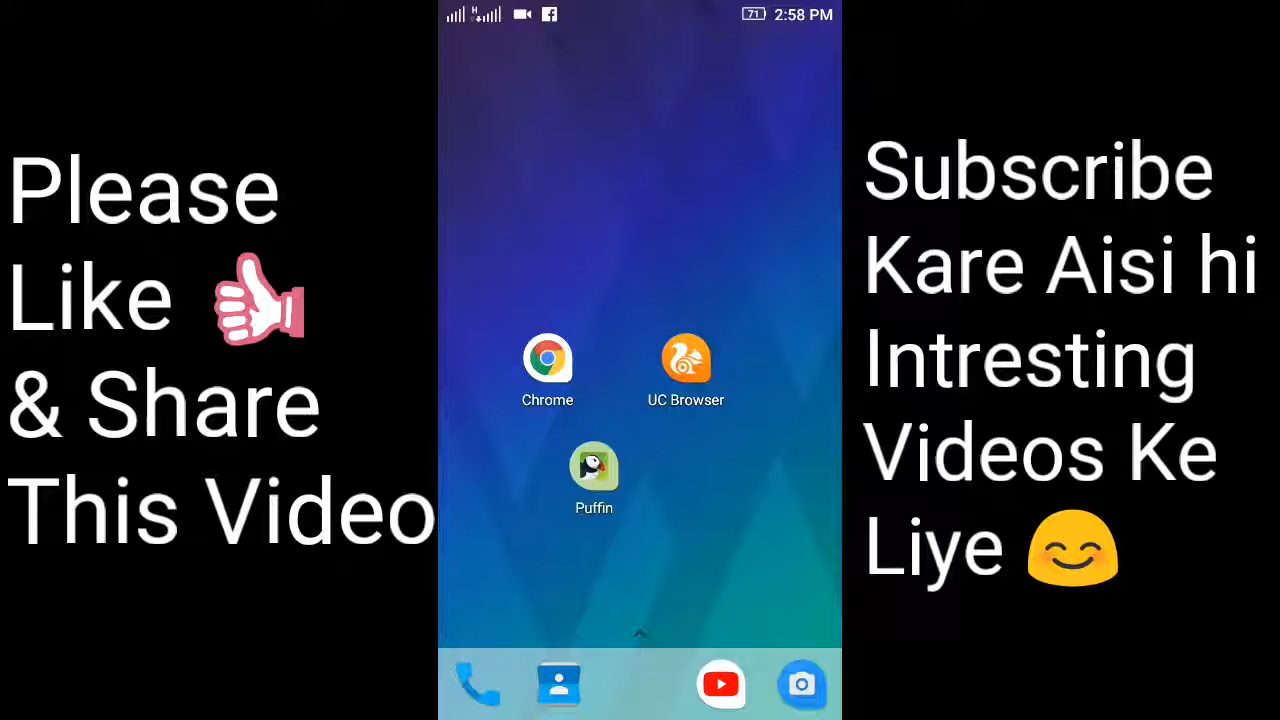 H 71 2:58 PM
Please
Like 👍
& Share
This Video
Chrome UC Browser
Puffin
Subscribe
Kare Aisi hi
Intresting
Videos Ke
Liye 😊